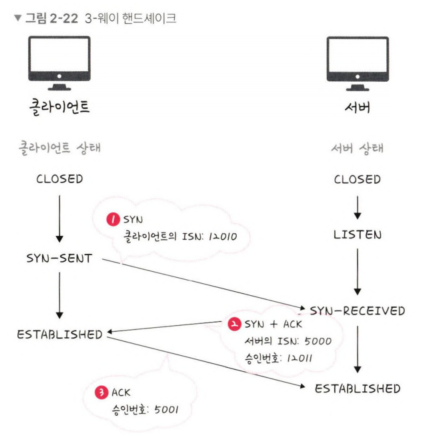 ▼ 그림 2-22 3-웨이 핸드셰이크
클라이언트
서버
클라이언트 상태
서버 상태
CLOSED
CLOSED
1 SYN
클라이언트의 ISN: 12010
LISTEN
SYN-SENT
SYN-RECEIVED
2 SYN + ACK
서버의 ISN: 5000
승인번호: 12011
ESTABLISHED
3 ACK
승인번호: 5001
ESTABLISHED